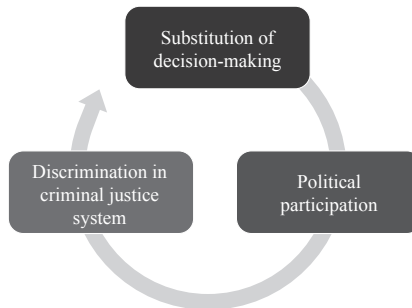 Substitution of
decision-making
Political
participation
Discrimination in
criminal justice
system